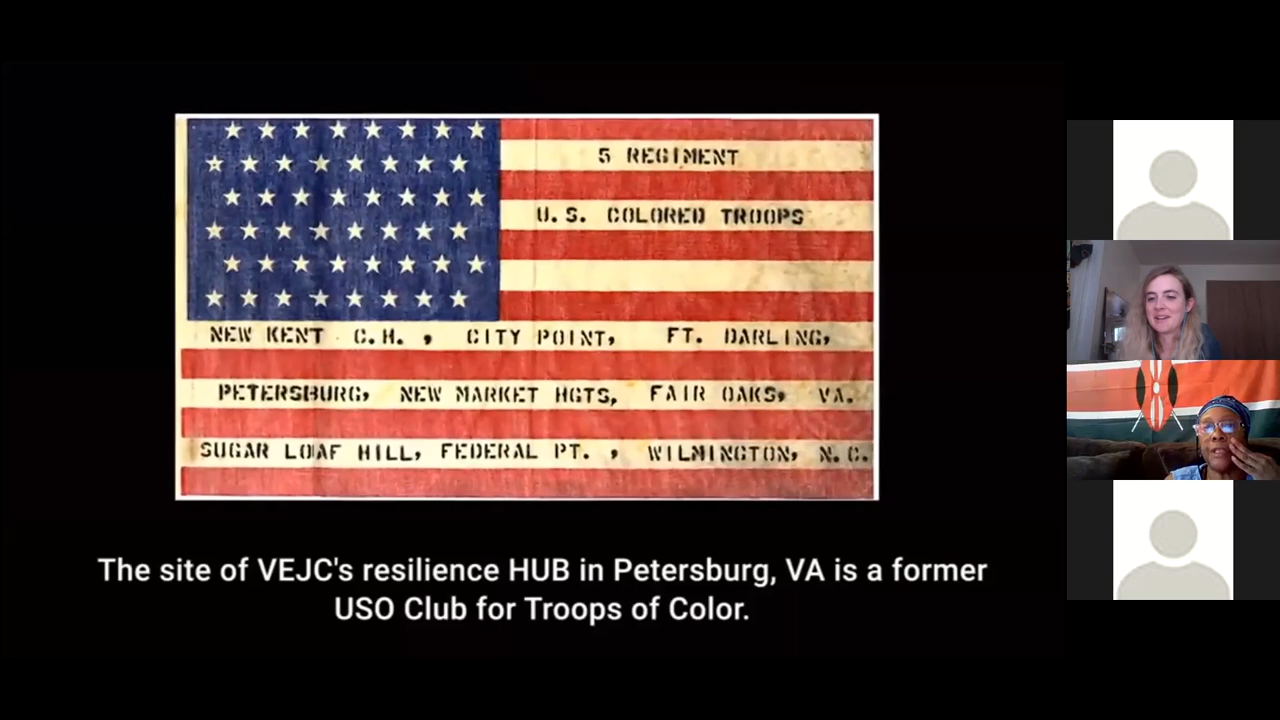 5 REGIMENT
U.S. COLORED TROOPS
NEW KENT C.H., CITY POINT, FT. DARLING,
PETERSBURG, NEW MARKET HGTS, FAIR OAKS, VA.
SUGAR LOAF HILL, FEDERAL PT., WILMINGTON, N.C.
The site of VEJC's resilience HUB in Petersburg, VA is a former
USO Club for Troops of Color.